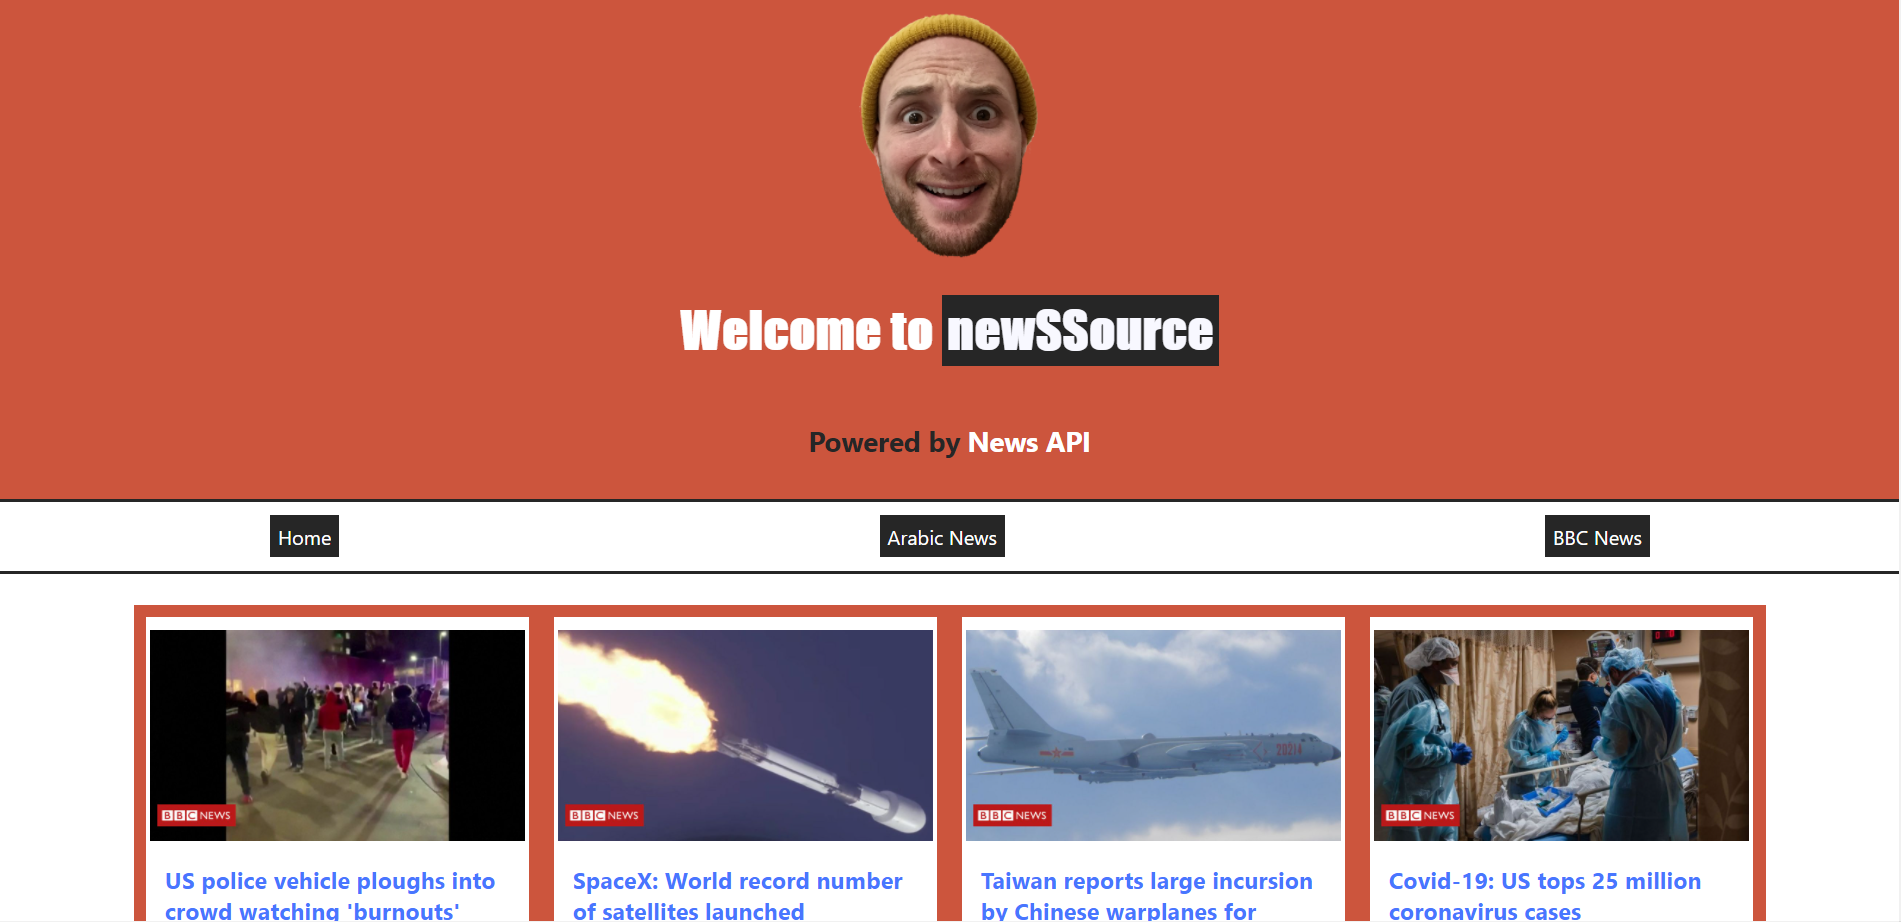 Welcome to newSSource
Powered by News API
Home
Arabic News
BBC News
BBC NEWS
BBC NEWS
20214
BBC NEWS
BBC NEWS
US police vehicle ploughs into
crowd watching 'burnouts'
SpaceX: World record number
of satellites launched
Taiwan reports large incursion
by Chinese warplanes for
Covid-19: US tops 25 million
coronavirus cases